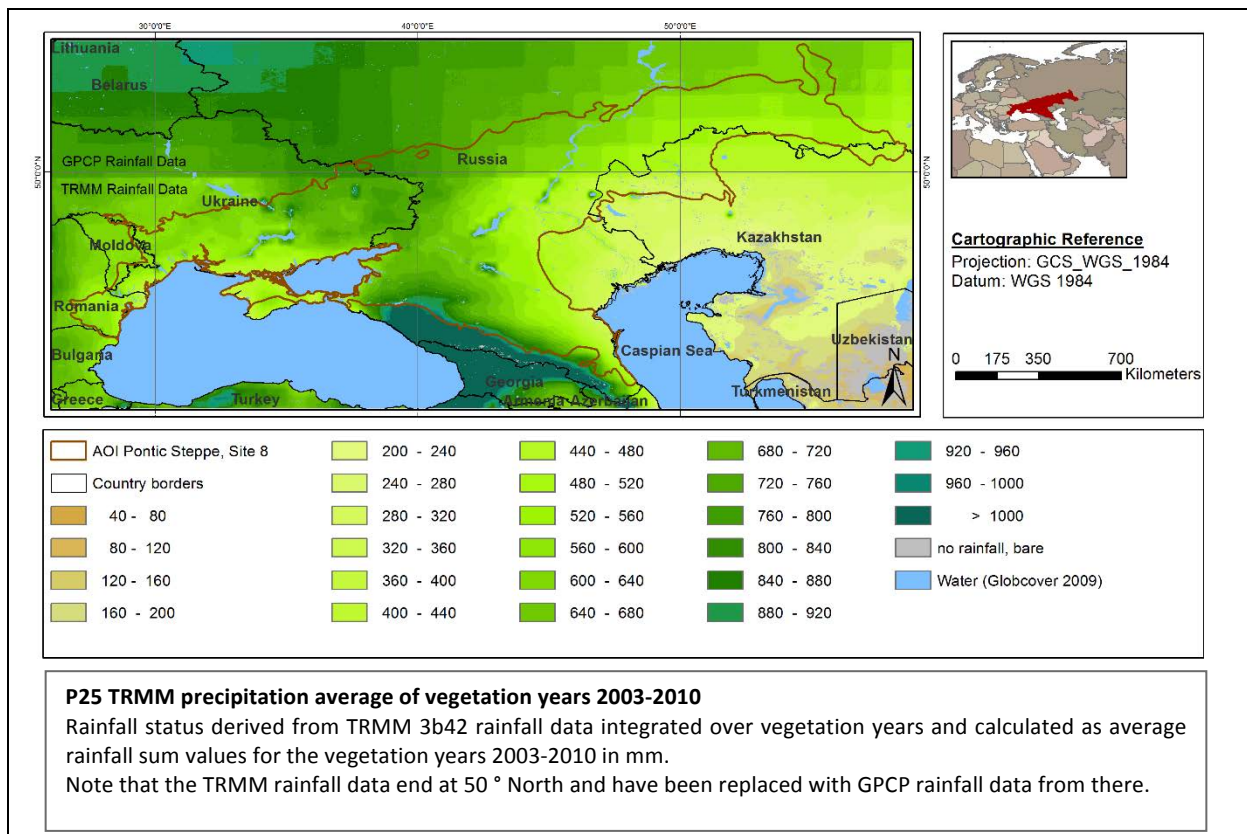 30°0'0"E
40°0'0"E
50°0'0"E
Lithuania
Belarus
GPCP Rainfall Data
Russia
50°0'0"N
50°0'0"N
TRMM Rainfall Data
Ukraine
Moldova
Kazakhstan
Romania
Bulgaria
Caspian Sea
Uzbekistan
N
Georgia
Turkmenistan
Greece
Turkey
Armenia Azerbaijan
Cartographic Reference
Projection: GCS_WGS_1984
Datum: WGS 1984
0 175 350 700
Kilometers
AOI Pontic Steppe, Site 8
Country borders
40 - 80
80 - 120
120 - 160
160 - 200
200 - 240
240 - 280
280 - 320
320 - 360
360 - 400
400 - 440
440 - 480
480 - 520
520 - 560
560 - 600
600 - 640
640 - 680
680 - 720
720 - 760
760 - 800
800 - 840
840 - 880
880 - 920
920 - 960
960 - 1000
> 1000
no rainfall, bare
Water (Globcover 2009)
P25 TRMM precipitation average of vegetation years 2003-2010
Rainfall status derived from TRMM 3b42 rainfall data integrated over vegetation years and calculated as average
rainfall sum values for the vegetation years 2003-2010 in mm.
Note that the TRMM rainfall data end at 50 ° North and have been replaced with GPCP rainfall data from there.